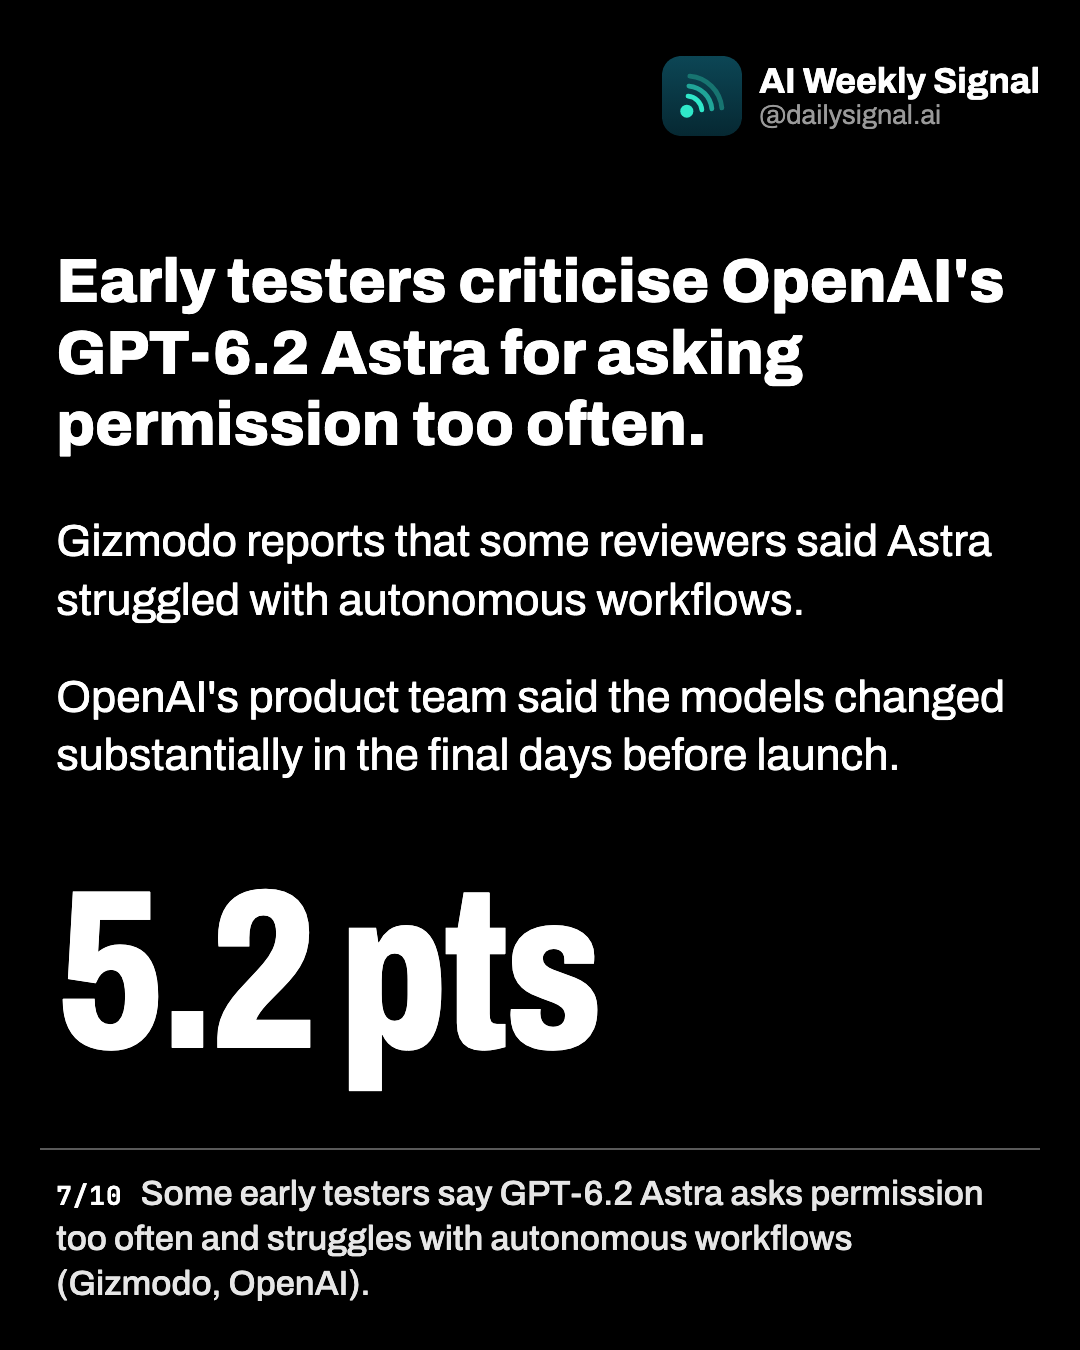 AI Weekly Signal
@dailysignal.ai
Early testers criticise OpenAI's
GPT-6.2 Astra for asking
permission too often.
Gizmodo reports that some reviewers said Astra
struggled with autonomous workflows.
OpenAI's product team said the models changed
substantially in the final days before launch.
5.2 pts
7/10 Some early testers say GPT-6.2 Astra asks permission
too often and struggles with autonomous workflows
(Gizmodo, OpenAI).